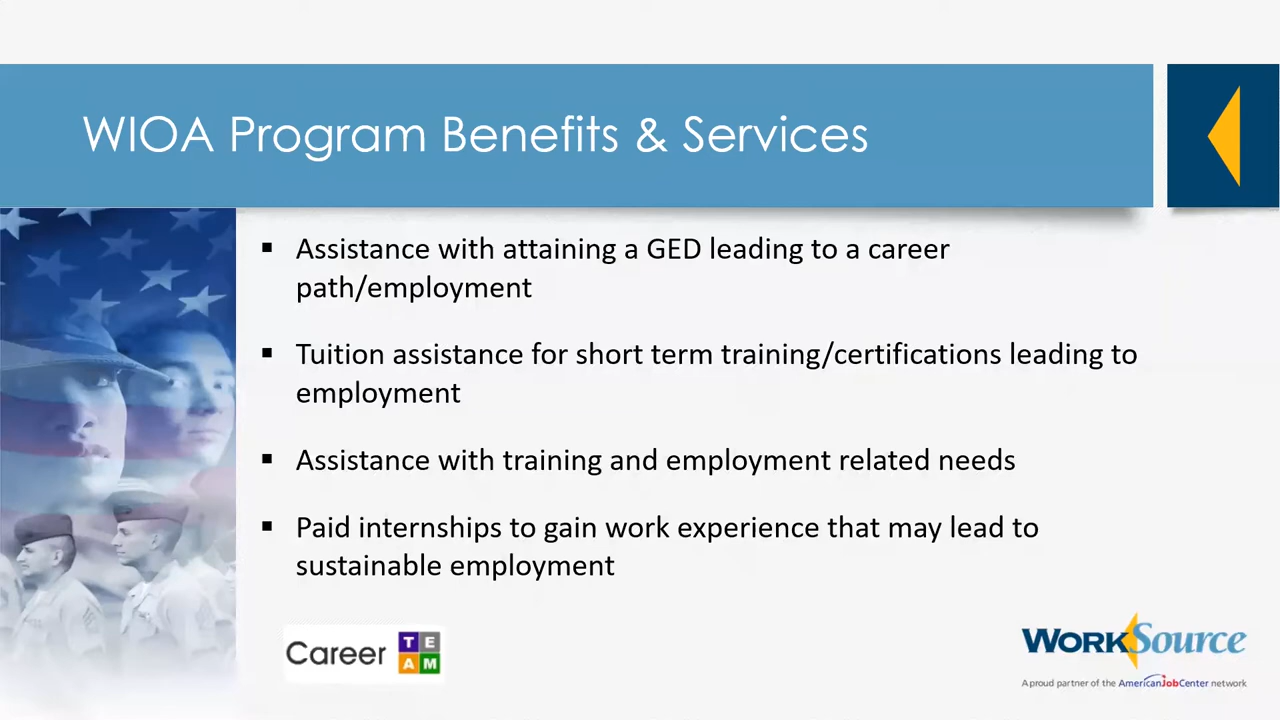 WIOA Program Benefits & Services
▪ Assistance with attaining a GED leading to a career
path/employment
▪ Tuition assistance for short term training/certifications leading to
employment
▪ Assistance with training and employment related needs
▪ Paid internships to gain work experience that may lead to
sustainable employment
Career TEAM
WorkSource
A proud partner of the AmericanJobCenter network